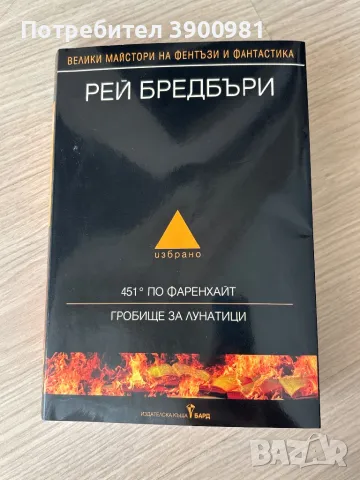 Потребител 3900981
ВЕЛИКИ МАЙСТОРИ НА ФЕНТЪЗИ И ФАНТАСТИКА
РЕЙ БРЕДБЪРИ
избрано
451° ПО ФАРЕНХАЙТ
ГРОБИЩЕ ЗА ЛУНАТИЦИ
ИЗДАТЕЛСКА КЪЩА БАРД
BAZAR